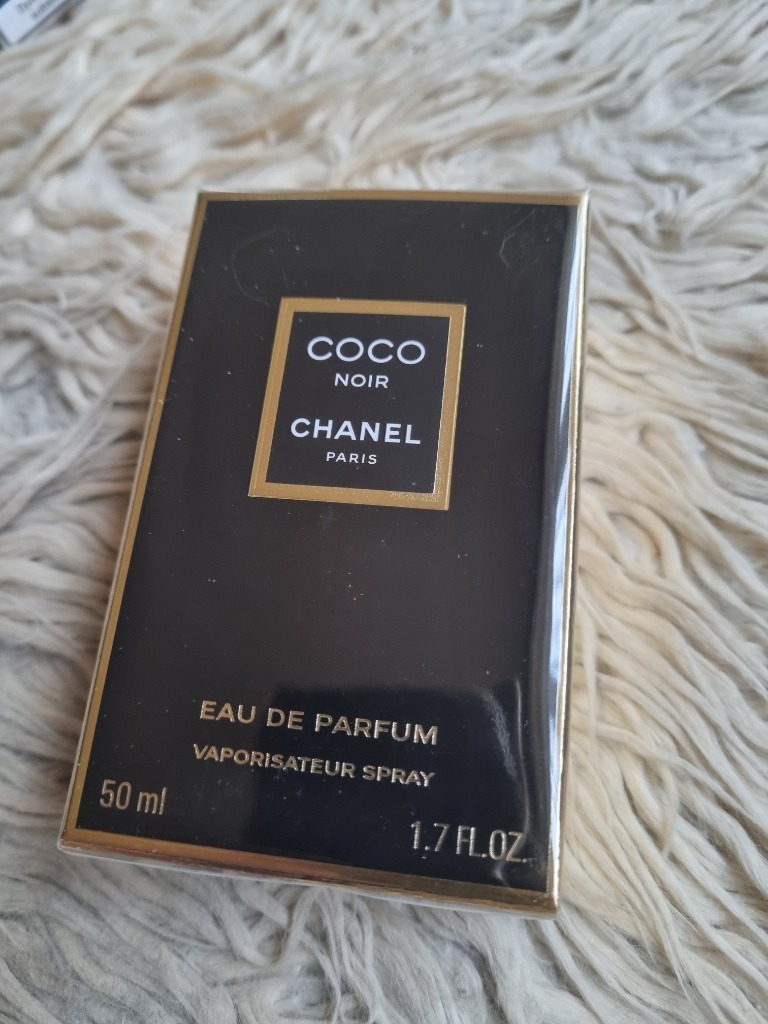 COCO
NOIR
CHANEL
PARIS
EAU DE PARFUM
VAPORISATEUR SPRAY
50 ml
1.7 FL.OZ.